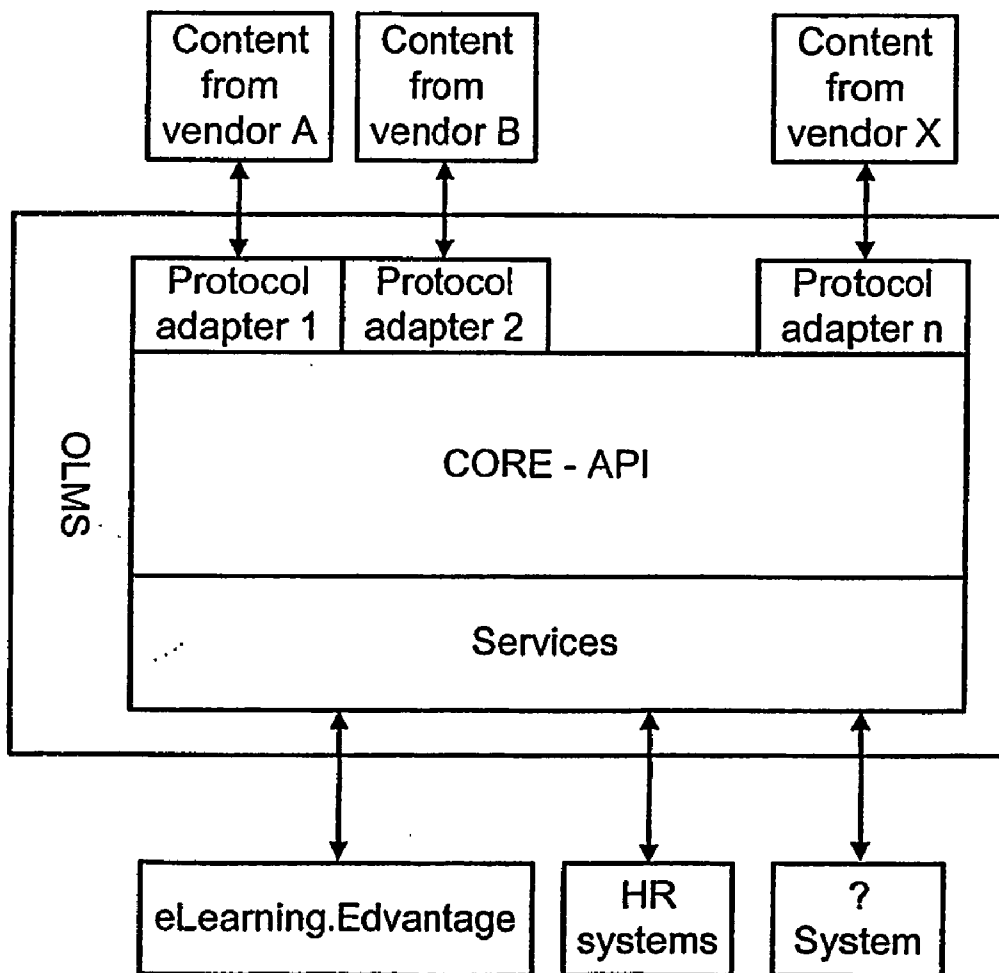 Content
from
vendor A
Content
from
vendor B
Content
from
vendor X
Protocol
adapter 1
Protocol
adapter 2
Protocol
adapter n
OLMS
CORE - API
Services
eLearning.Edvantage
HR
systems
?
System